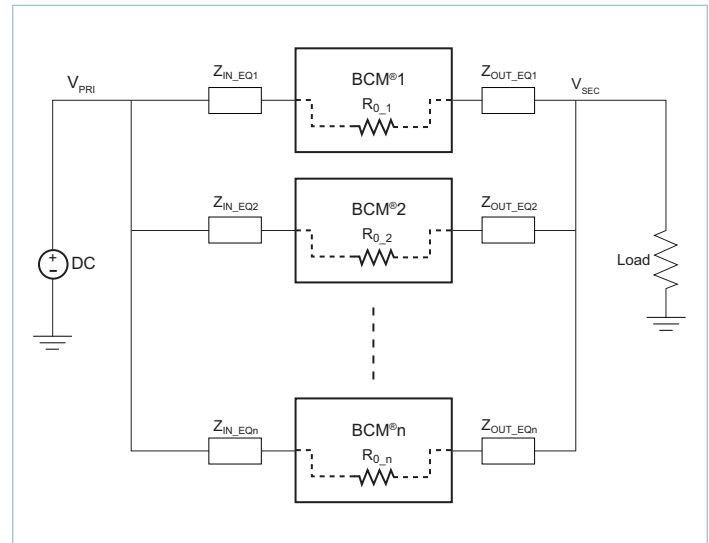 BCM®1
Z_IN_EQ1
Z_OUT_EQ1
R_0_1
V_PRI
V_SEC
BCM®2
Z_IN_EQ2
Z_OUT_EQ2
R_0_2
+
DC
–
Load
BCM®n
Z_IN_EQn
Z_OUT_EQn
R_0_n